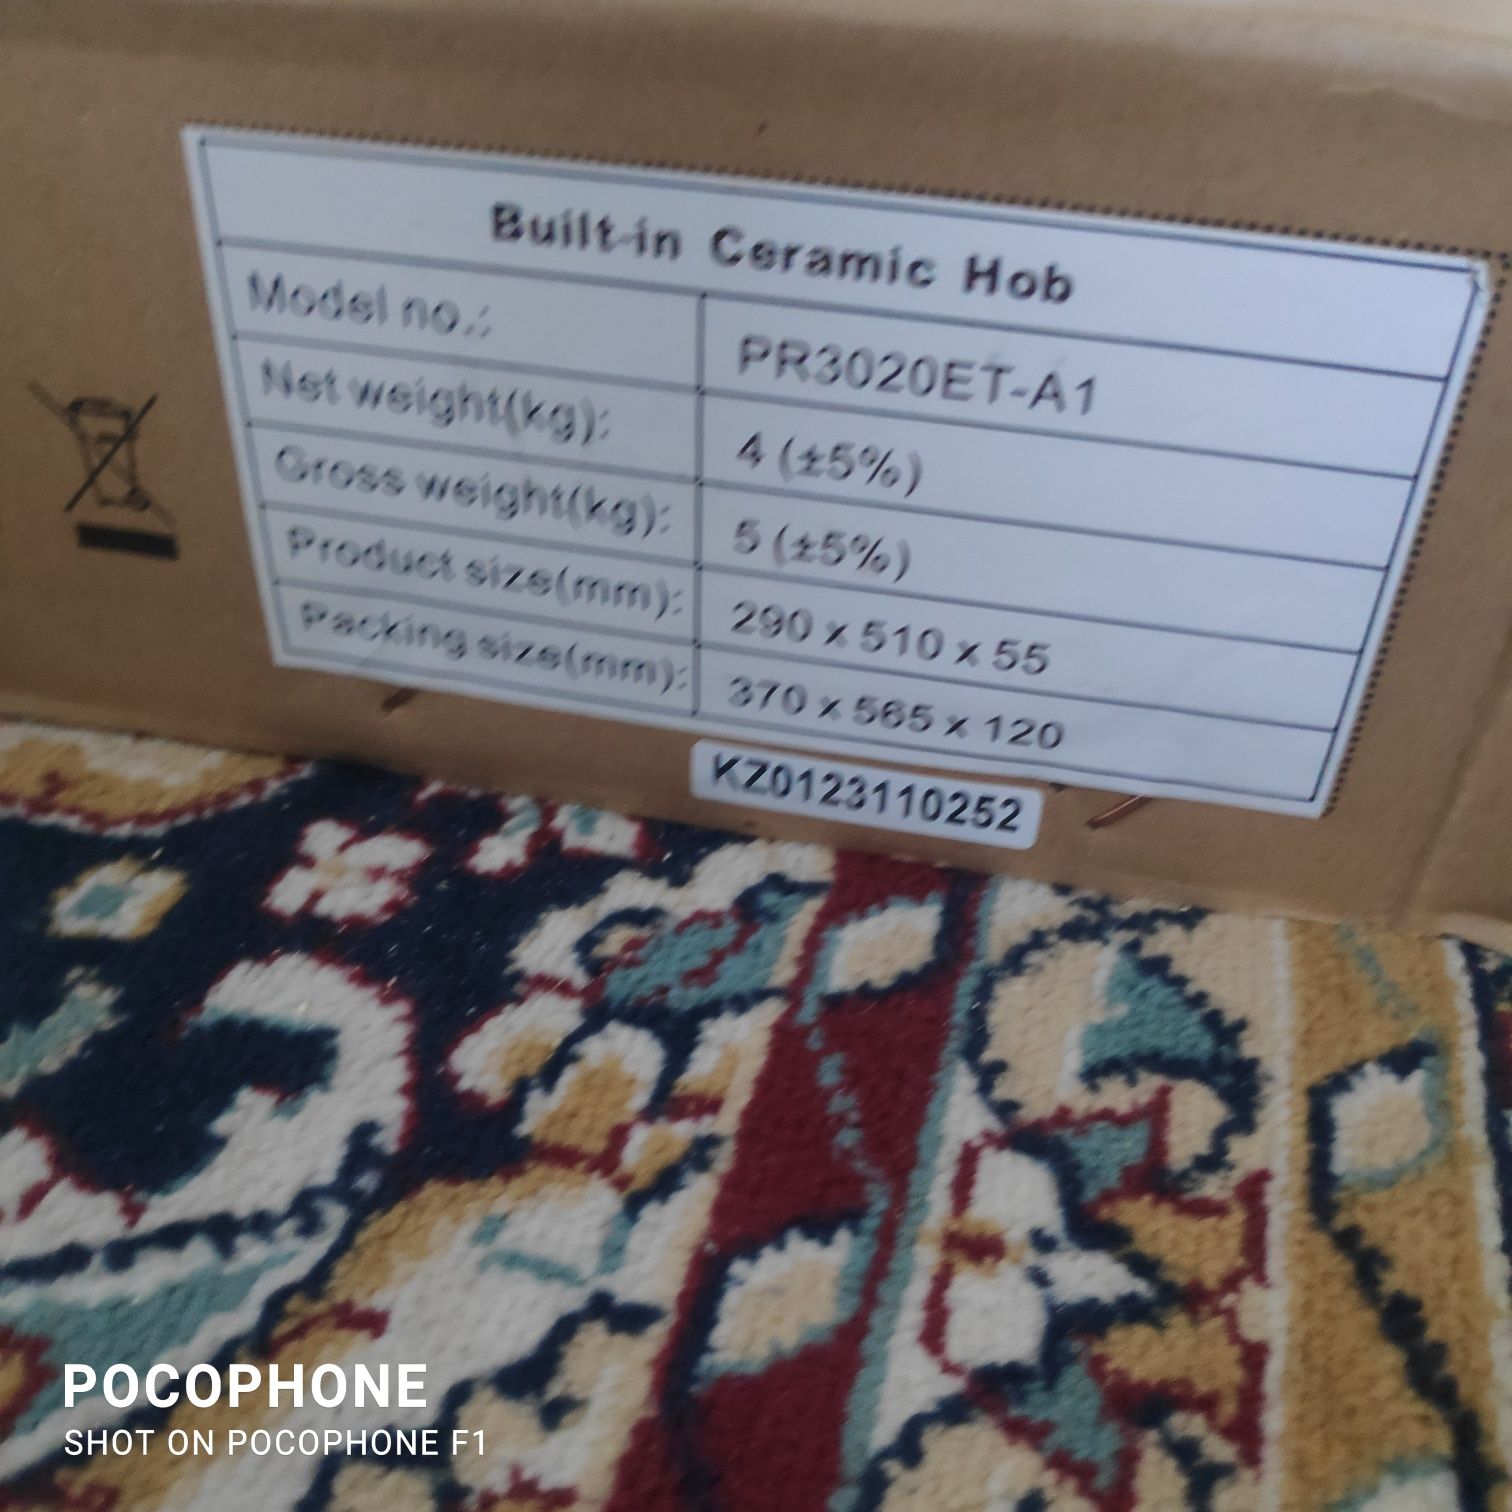 Built-in Ceramic Hob
Model no.: PR3020ET-A1
Net weight(kg): 4 (±5%)
Gross weight(kg): 5 (±5%)
Product size(mm): 290 x 510 x 55
Packing size(mm): 370 x 565 x 120
KZ0123110252
POCOPHONE
SHOT ON POCOPHONE F1